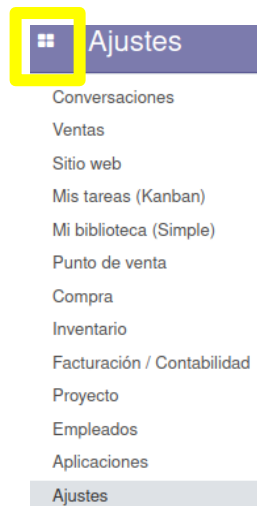 Ajustes
Conversaciones
Ventas
Sitio web
Mis tareas (Kanban)
Mi biblioteca (Simple)
Punto de venta
Compra
Inventario
Facturación / Contabilidad
Proyecto
Empleados
Aplicaciones
Ajustes